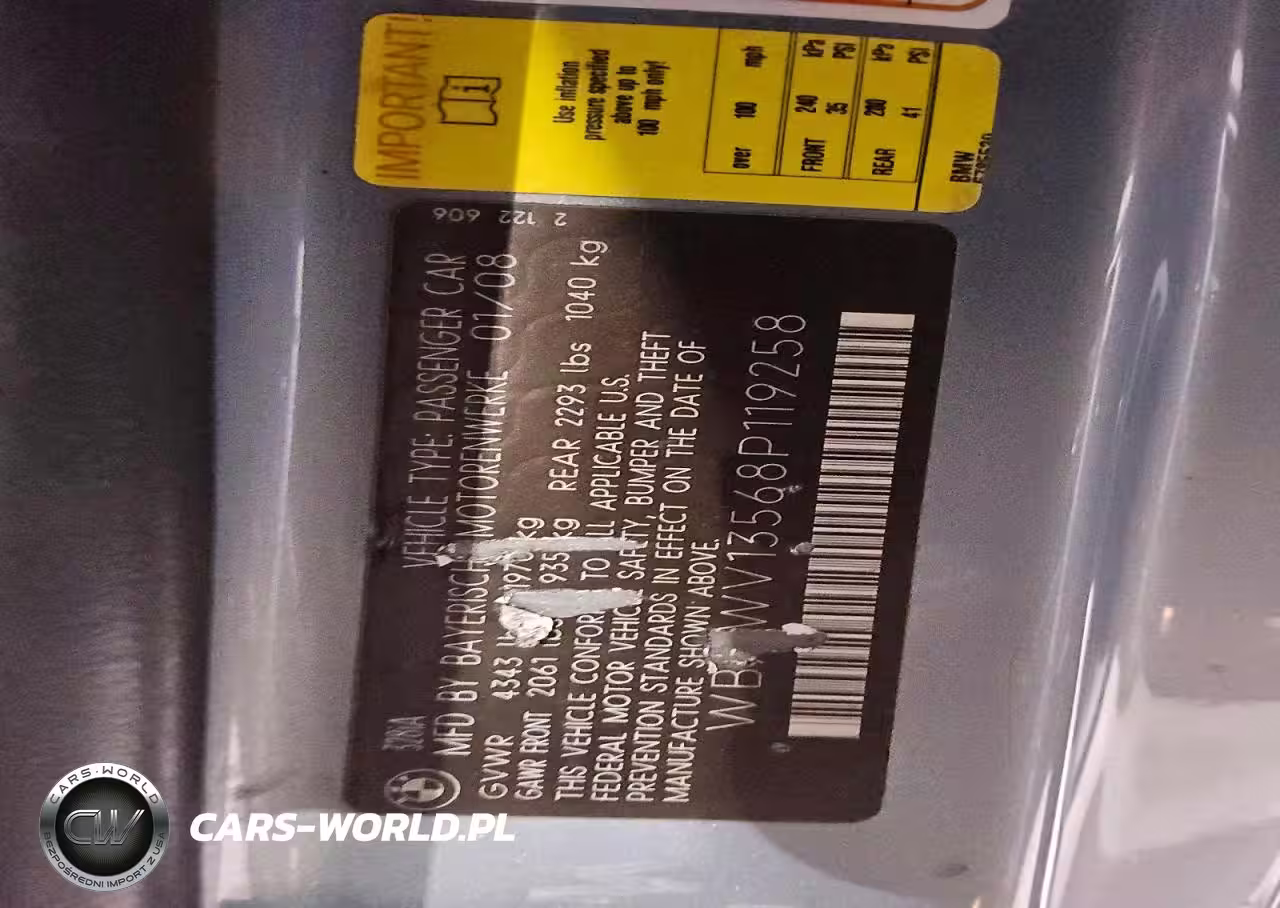 IMPORTANT!
Use inflation
pressure specified
above up to
100 mph only!
over 100 mph
FRONT 240 kPa
35 PSI
REAR 280 kPa
41 PSI
BMW
2 122 606
328iA VEHICLE TYPE: PASSENGER CAR
MFD BY BAYERISCHE MOTORENWERKE 01/08
GVWR 4343 1970 kg
GAWR FRONT 2061 lbs 935 kg REAR 2293 lbs 1040 kg
THIS VEHICLE CONFORMS TO ALL APPLICABLE U.S.
FEDERAL MOTOR VEHICLE SAFETY, BUMPER AND THEFT
PREVENTION STANDARDS IN EFFECT ON THE DATE OF
MANUFACTURE SHOWN ABOVE.
WBAWV13568P119258
CARS-WORLD
CW
BEZPOŚREDNI IMPORT Z USA
CARS-WORLD.PL